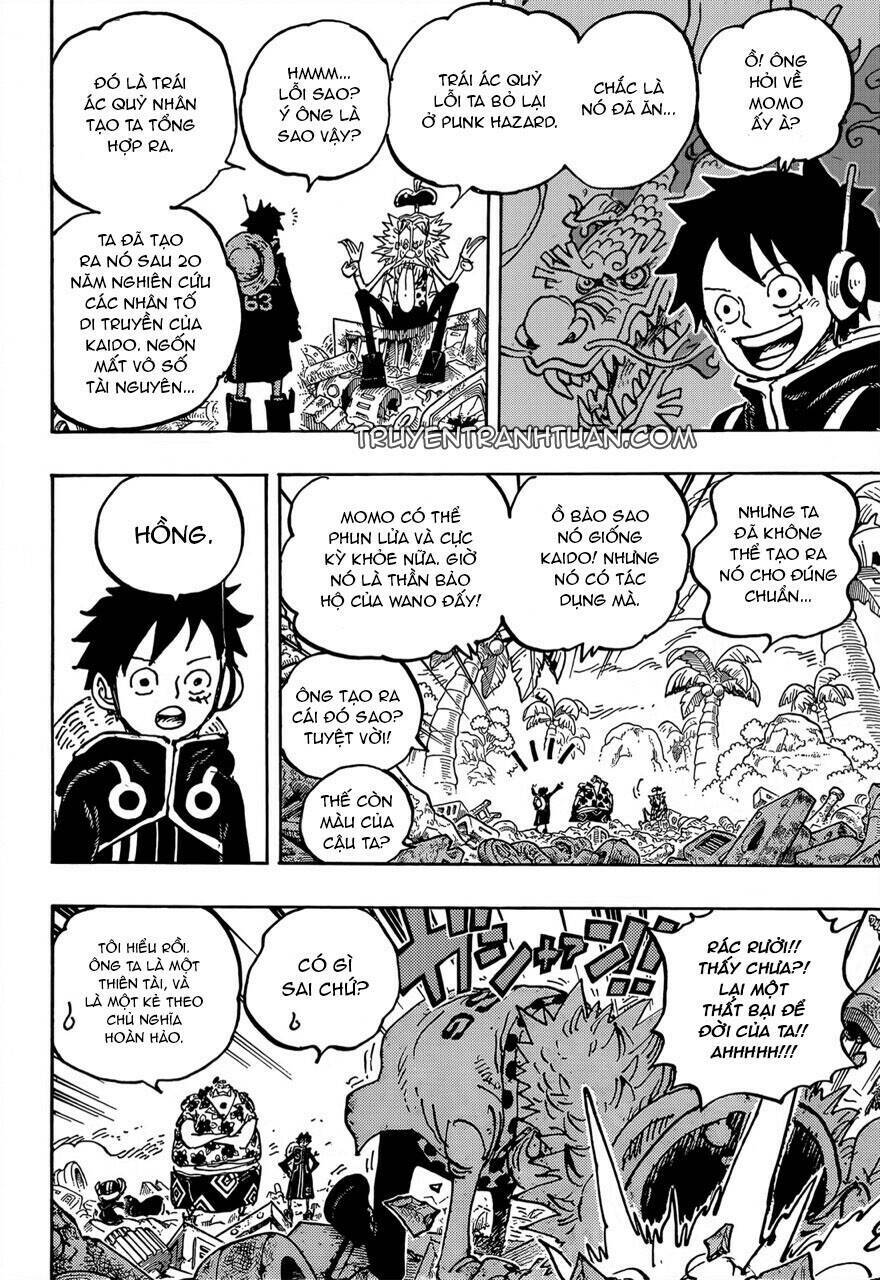 Ồ! ÔNG
HỎI VỀ
MOMO
ẤY À?
CHẮC LÀ
NÓ ĐÃ ĂN...
TRÁI ÁC QUỶ
LỖI TA BỎ LẠI
Ở PUNK HAZARD.
HMMM...
LỖI SAO?
Ý ÔNG LÀ
SAO VẬY?
ĐÓ LÀ TRÁI
ÁC QUỶ NHÂN
TẠO TA TỔNG
HỢP RA.
TA ĐÃ TẠO
RA NÓ SAU 20
NĂM NGHIÊN CỨU
CÁC NHÂN TỐ
DI TRUYỀN CỦA
KAIDO. NGỐN
MẤT VÔ SỐ
TÀI NGUYÊN...
63
TRUYENTRANHTUAN.COM
NHƯNG TA
ĐÃ KHÔNG
THỂ TẠO RA
NÓ CHO ĐÚNG
CHUẨN...
Ồ BẢO SAO
NÓ GIỐNG
KAIDO! NHƯNG
NÓ CÓ TÁC
DỤNG MÀ.
MOMO CÓ THỂ
PHUN LỬA VÀ CỰC
KỲ KHỎE NỮA. GIỜ
NÓ LÀ THẦN BẢO
HỘ CỦA WANO ĐẤY!
ÔNG TẠO RA
CÁI ĐÓ SAO?
TUYỆT VỜI!
THẾ CÒN
MÀU CỦA
CẬU TA?
HỒNG.
RÁC RƯỞI!!
THẤY CHƯA?!
LẠI MỘT
THẤT BẠI ĐỂ
ĐỜI CỦA TA!!
AHHHHH!!!
ガンッガン!!!
CÓ GÌ
SAI CHỨ?
TÔI HIỂU RỒI.
ÔNG TA LÀ MỘT
THIÊN TÀI, VÀ
LÀ MỘT KẺ THEO
CHỦ NGHĨA
HOÀN HẢO.